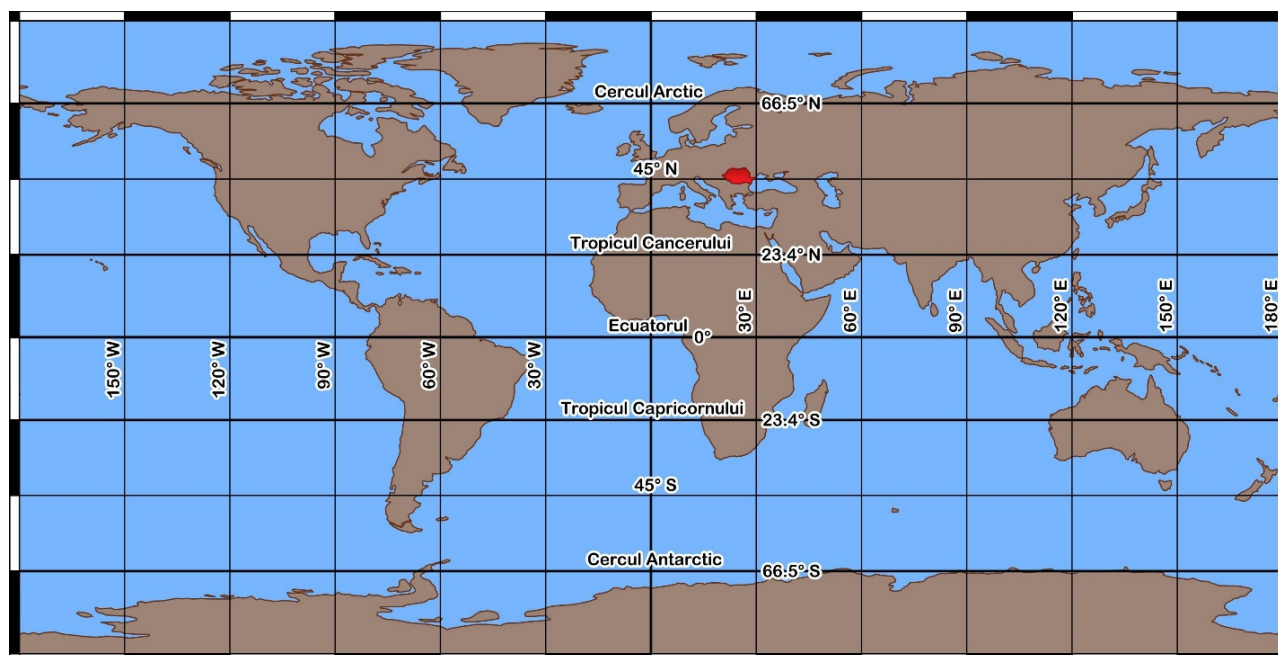 Cercul Arctic
66.5° N
45° N
Tropicul Cancerului
23.4° N
30° E
60° E
90° E
120° E
150° E
180° E
Ecuatorul
0°
150° W
120° W
90° W
60° W
30° W
Tropicul Capricornului
23.4° S
45° S
Cercul Antarctic
66.5° S